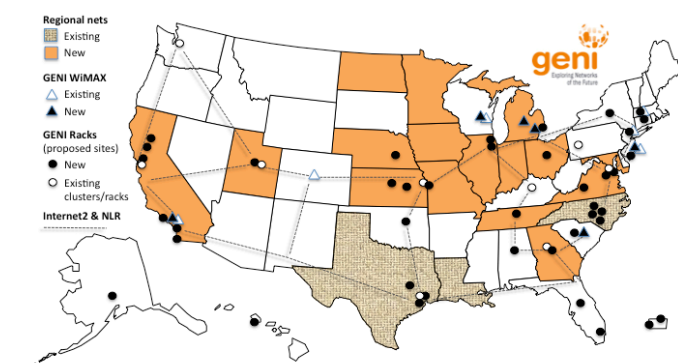 Regional nets
Existing
New
GENI WiMAX
Existing
New
GENI Racks
(proposed sites)
New
Existing
clusters/racks
Internet2 & NLR
geni
Exploring Networks
of the Future